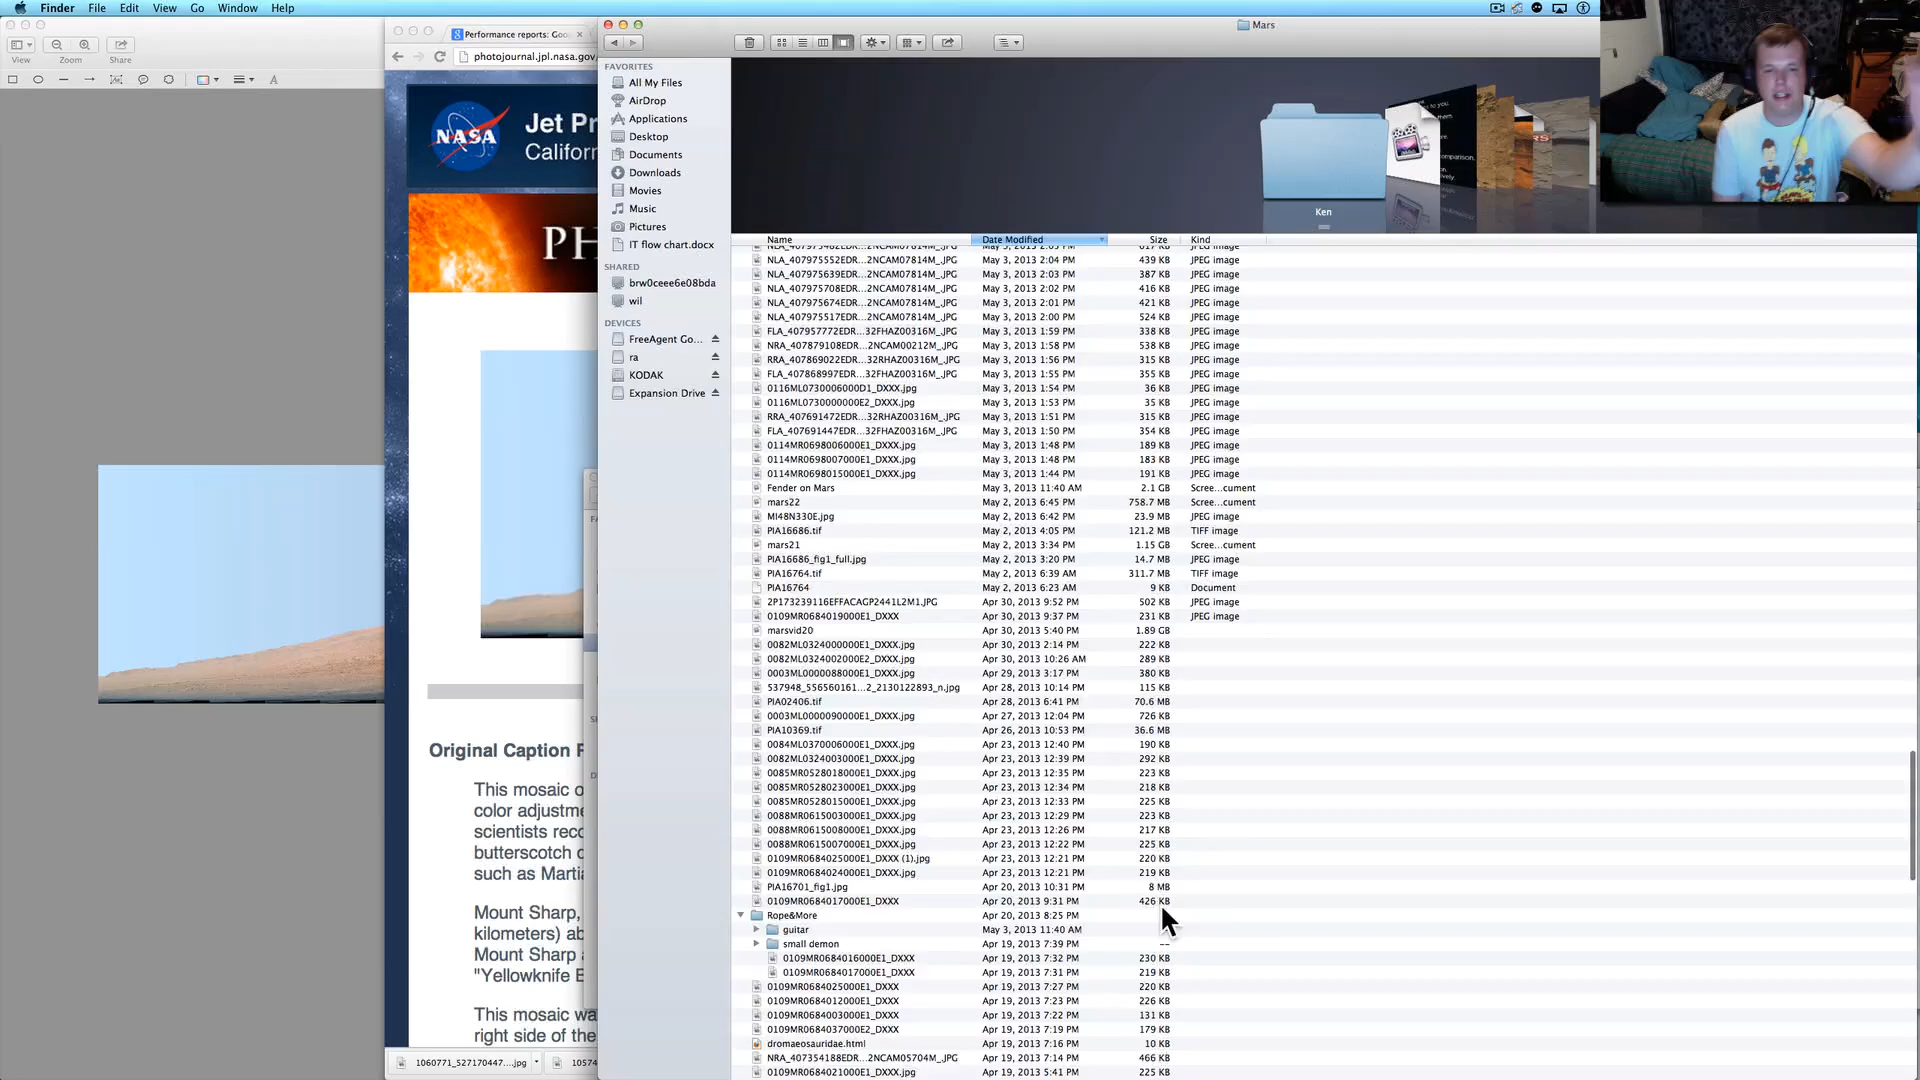 Finder File Edit View Go Window Help
Mars
View Zoom Share
Performance reports: Goo
photojournal.jpl.nasa.gov/
NASA
Jet Pr
Californ
PH
Original Caption F
This mosaic o
color adjustme
scientists reco
butterscotch c
such as Martia
Mount Sharp,
kilometers) ab
Mount Sharp a
"Yellowknife E
This mosaic wa
right side of the
1060771_527170447....jpg
10574
FAVORITES
All My Files
AirDrop
Applications
Desktop
Documents
Downloads
Movies
Music
Pictures
IT flow chart.docx
SHARED
brw0ceee6e08bda
wil
DEVICES
FreeAgent Go...
ra
KODAK
Expansion Drive
Ken
Name Date Modified Size Kind
NLA_407975552EDR...2NCAM07814M_.JPG May 3, 2013 2:04 PM 439 KB JPEG image
NLA_407975639EDR...2NCAM07814M_.JPG May 3, 2013 2:03 PM 387 KB JPEG image
NLA_407975708EDR...2NCAM07814M_.JPG May 3, 2013 2:02 PM 416 KB JPEG image
NLA_407975674EDR...2NCAM07814M_.JPG May 3, 2013 2:01 PM 421 KB JPEG image
NLA_407975517EDR...2NCAM07814M_.JPG May 3, 2013 2:00 PM 524 KB JPEG image
FLA_407957772EDR...32FHAZ00316M_.JPG May 3, 2013 1:59 PM 338 KB JPEG image
NRA_407879108EDR...2NCAM00212M_.JPG May 3, 2013 1:58 PM 538 KB JPEG image
RRA_407869022EDR...32RHAZ00316M_.JPG May 3, 2013 1:56 PM 315 KB JPEG image
FLA_407868997EDR...32FHAZ00316M_.JPG May 3, 2013 1:55 PM 355 KB JPEG image
0116ML0730006000D1_DXXX.jpg May 3, 2013 1:54 PM 36 KB JPEG image
0116ML0730000000E2_DXXX.jpg May 3, 2013 1:53 PM 35 KB JPEG image
RRA_407691472EDR...32RHAZ00316M_.JPG May 3, 2013 1:51 PM 315 KB JPEG image
FLA_407691447EDR...32FHAZ00316M_.JPG May 3, 2013 1:50 PM 354 KB JPEG image
0114MR0698006000E1_DXXX.jpg May 3, 2013 1:48 PM 189 KB JPEG image
0114MR0698007000E1_DXXX.jpg May 3, 2013 1:48 PM 183 KB JPEG image
0114MR0698015000E1_DXXX.jpg May 3, 2013 1:44 PM 191 KB JPEG image
Fender on Mars May 3, 2013 11:40 AM 2.1 GB Scree...cument
mars22 May 2, 2013 6:45 PM 758.7 MB Scree...cument
MI48N330E.jpg May 2, 2013 6:42 PM 23.9 MB JPEG image
PIA16686.tif May 2, 2013 4:05 PM 121.2 MB TIFF image
mars21 May 2, 2013 3:34 PM 1.15 GB Scree...cument
PIA16686_fig1_full.jpg May 2, 2013 3:20 PM 14.7 MB JPEG image
PIA16764.tif May 2, 2013 6:39 AM 311.7 MB TIFF image
PIA16764 May 2, 2013 6:23 AM 9 KB Document
2P173239116EFFACAGP2441L2M1.JPG Apr 30, 2013 9:52 PM 502 KB JPEG image
0109MR0684019000E1_DXXX Apr 30, 2013 9:37 PM 231 KB JPEG image
marsvid20 Apr 30, 2013 5:40 PM 1.89 GB
0082ML0324000000E1_DXXX.jpg Apr 30, 2013 2:14 PM 222 KB
0082ML0324002000E2_DXXX.jpg Apr 30, 2013 10:26 AM 289 KB
0003ML0000088000E1_DXXX.jpg Apr 29, 2013 3:17 PM 380 KB
537948_556560161...2_2130122893_n.jpg Apr 28, 2013 10:14 PM 115 KB
PIA02406.tif Apr 28, 2013 6:41 PM 70.6 MB
0003ML0000090000E1_DXXX.jpg Apr 27, 2013 12:04 PM 726 KB
PIA10369.tif Apr 26, 2013 10:53 PM 36.6 MB
0084ML0370006000E1_DXXX.jpg Apr 23, 2013 12:40 PM 190 KB
0082ML0324003000E1_DXXX.jpg Apr 23, 2013 12:39 PM 292 KB
0085MR0528018000E1_DXXX.jpg Apr 23, 2013 12:35 PM 223 KB
0085MR0528023000E1_DXXX.jpg Apr 23, 2013 12:34 PM 218 KB
0085MR0528015000E1_DXXX.jpg Apr 23, 2013 12:33 PM 225 KB
0088MR0615003000E1_DXXX.jpg Apr 23, 2013 12:29 PM 223 KB
0088MR0615008000E1_DXXX.jpg Apr 23, 2013 12:26 PM 217 KB
0088MR0615007000E1_DXXX.jpg Apr 23, 2013 12:22 PM 225 KB
0109MR0684025000E1_DXXX (1).jpg Apr 23, 2013 12:21 PM 220 KB
0109MR0684024000E1_DXXX.jpg Apr 23, 2013 12:21 PM 219 KB
PIA16701_fig1.jpg Apr 20, 2013 10:31 PM 8 MB
0109MR0684017000E1_DXXX Apr 20, 2013 9:31 PM 426 KB
Rope&More Apr 20, 2013 8:25 PM
guitar May 3, 2013 11:40 AM
small demon Apr 19, 2013 7:39 PM --
0109MR0684016000E1_DXXX Apr 19, 2013 7:32 PM 230 KB
0109MR0684017000E1_DXXX Apr 19, 2013 7:31 PM 219 KB
0109MR0684025000E1_DXXX Apr 19, 2013 7:27 PM 220 KB
0109MR0684012000E1_DXXX Apr 19, 2013 7:23 PM 226 KB
0109MR0684003000E1_DXXX Apr 19, 2013 7:21 PM 131 KB
0109MR0684037000E2_DXXX Apr 19, 2013 7:19 PM 179 KB
dromaeosauridae.html Apr 19, 2013 7:16 PM 10 KB
NRA_407354188EDR...2NCAM05704M_.JPG Apr 19, 2013 7:14 PM 466 KB
0109MR0684021000E1_DXXX.jpg Apr 19, 2013 5:41 PM 225 KB